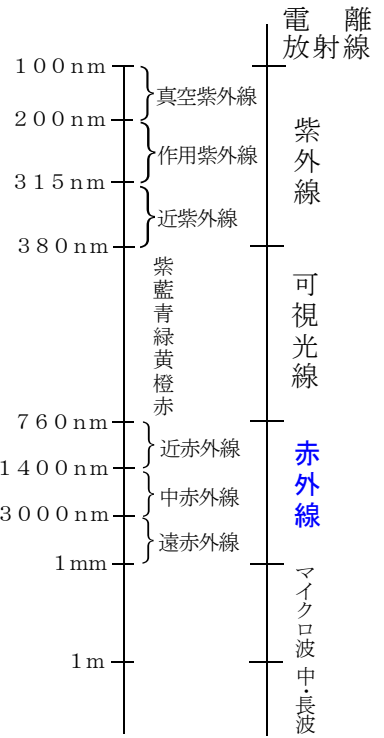 電離
放射線
100nm
真空紫外線
200nm
作用紫外線
315nm
近紫外線
380nm
紫外線
紫藍青緑黄橙赤
可視光線
760nm
近赤外線
1400nm
中赤外線
3000nm
遠赤外線
1mm
赤外線
マイクロ波
1m
中・長波